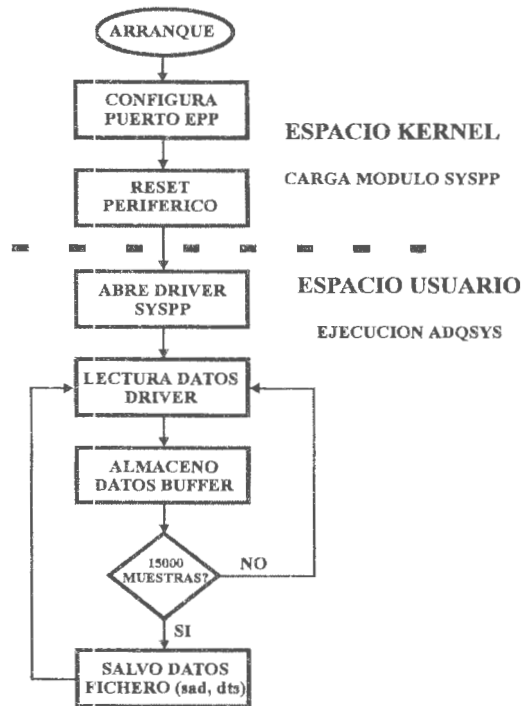 ARRANQUE
CONFIGURA
PUERTO EPP
ESPACIO KERNEL
CARGA MODULO SYSPP
RESET
PERIFERICO
ESPACIO USUARIO
ABRE DRIVER
SYSPP
EJECUCION ADQSYS
LECTURA DATOS
DRIVER
ALMACENO
DATOS BUFFER
15000
MUESTRAS?
NO
SI
SALVO DATOS
FICHERO (sad, dts)